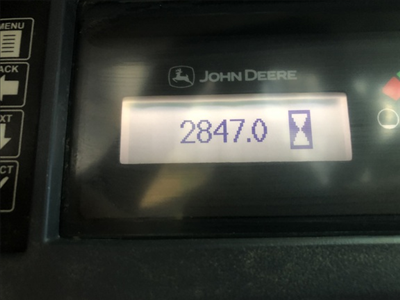 MENU
JOHN DEERE
ACK
2847.0
XT
CT